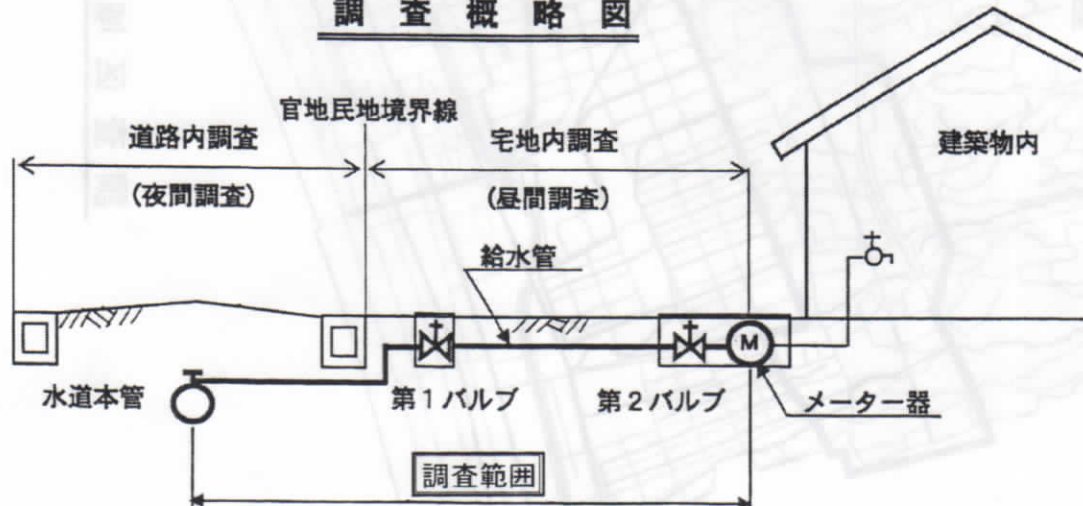 調査概略図
官地民地境界線
道路内調査
宅地内調査
建築物内
(夜間調査)
(昼間調査)
給水管
M
水道本管
第1バルブ
第2バルブ
メーター器
調査範囲